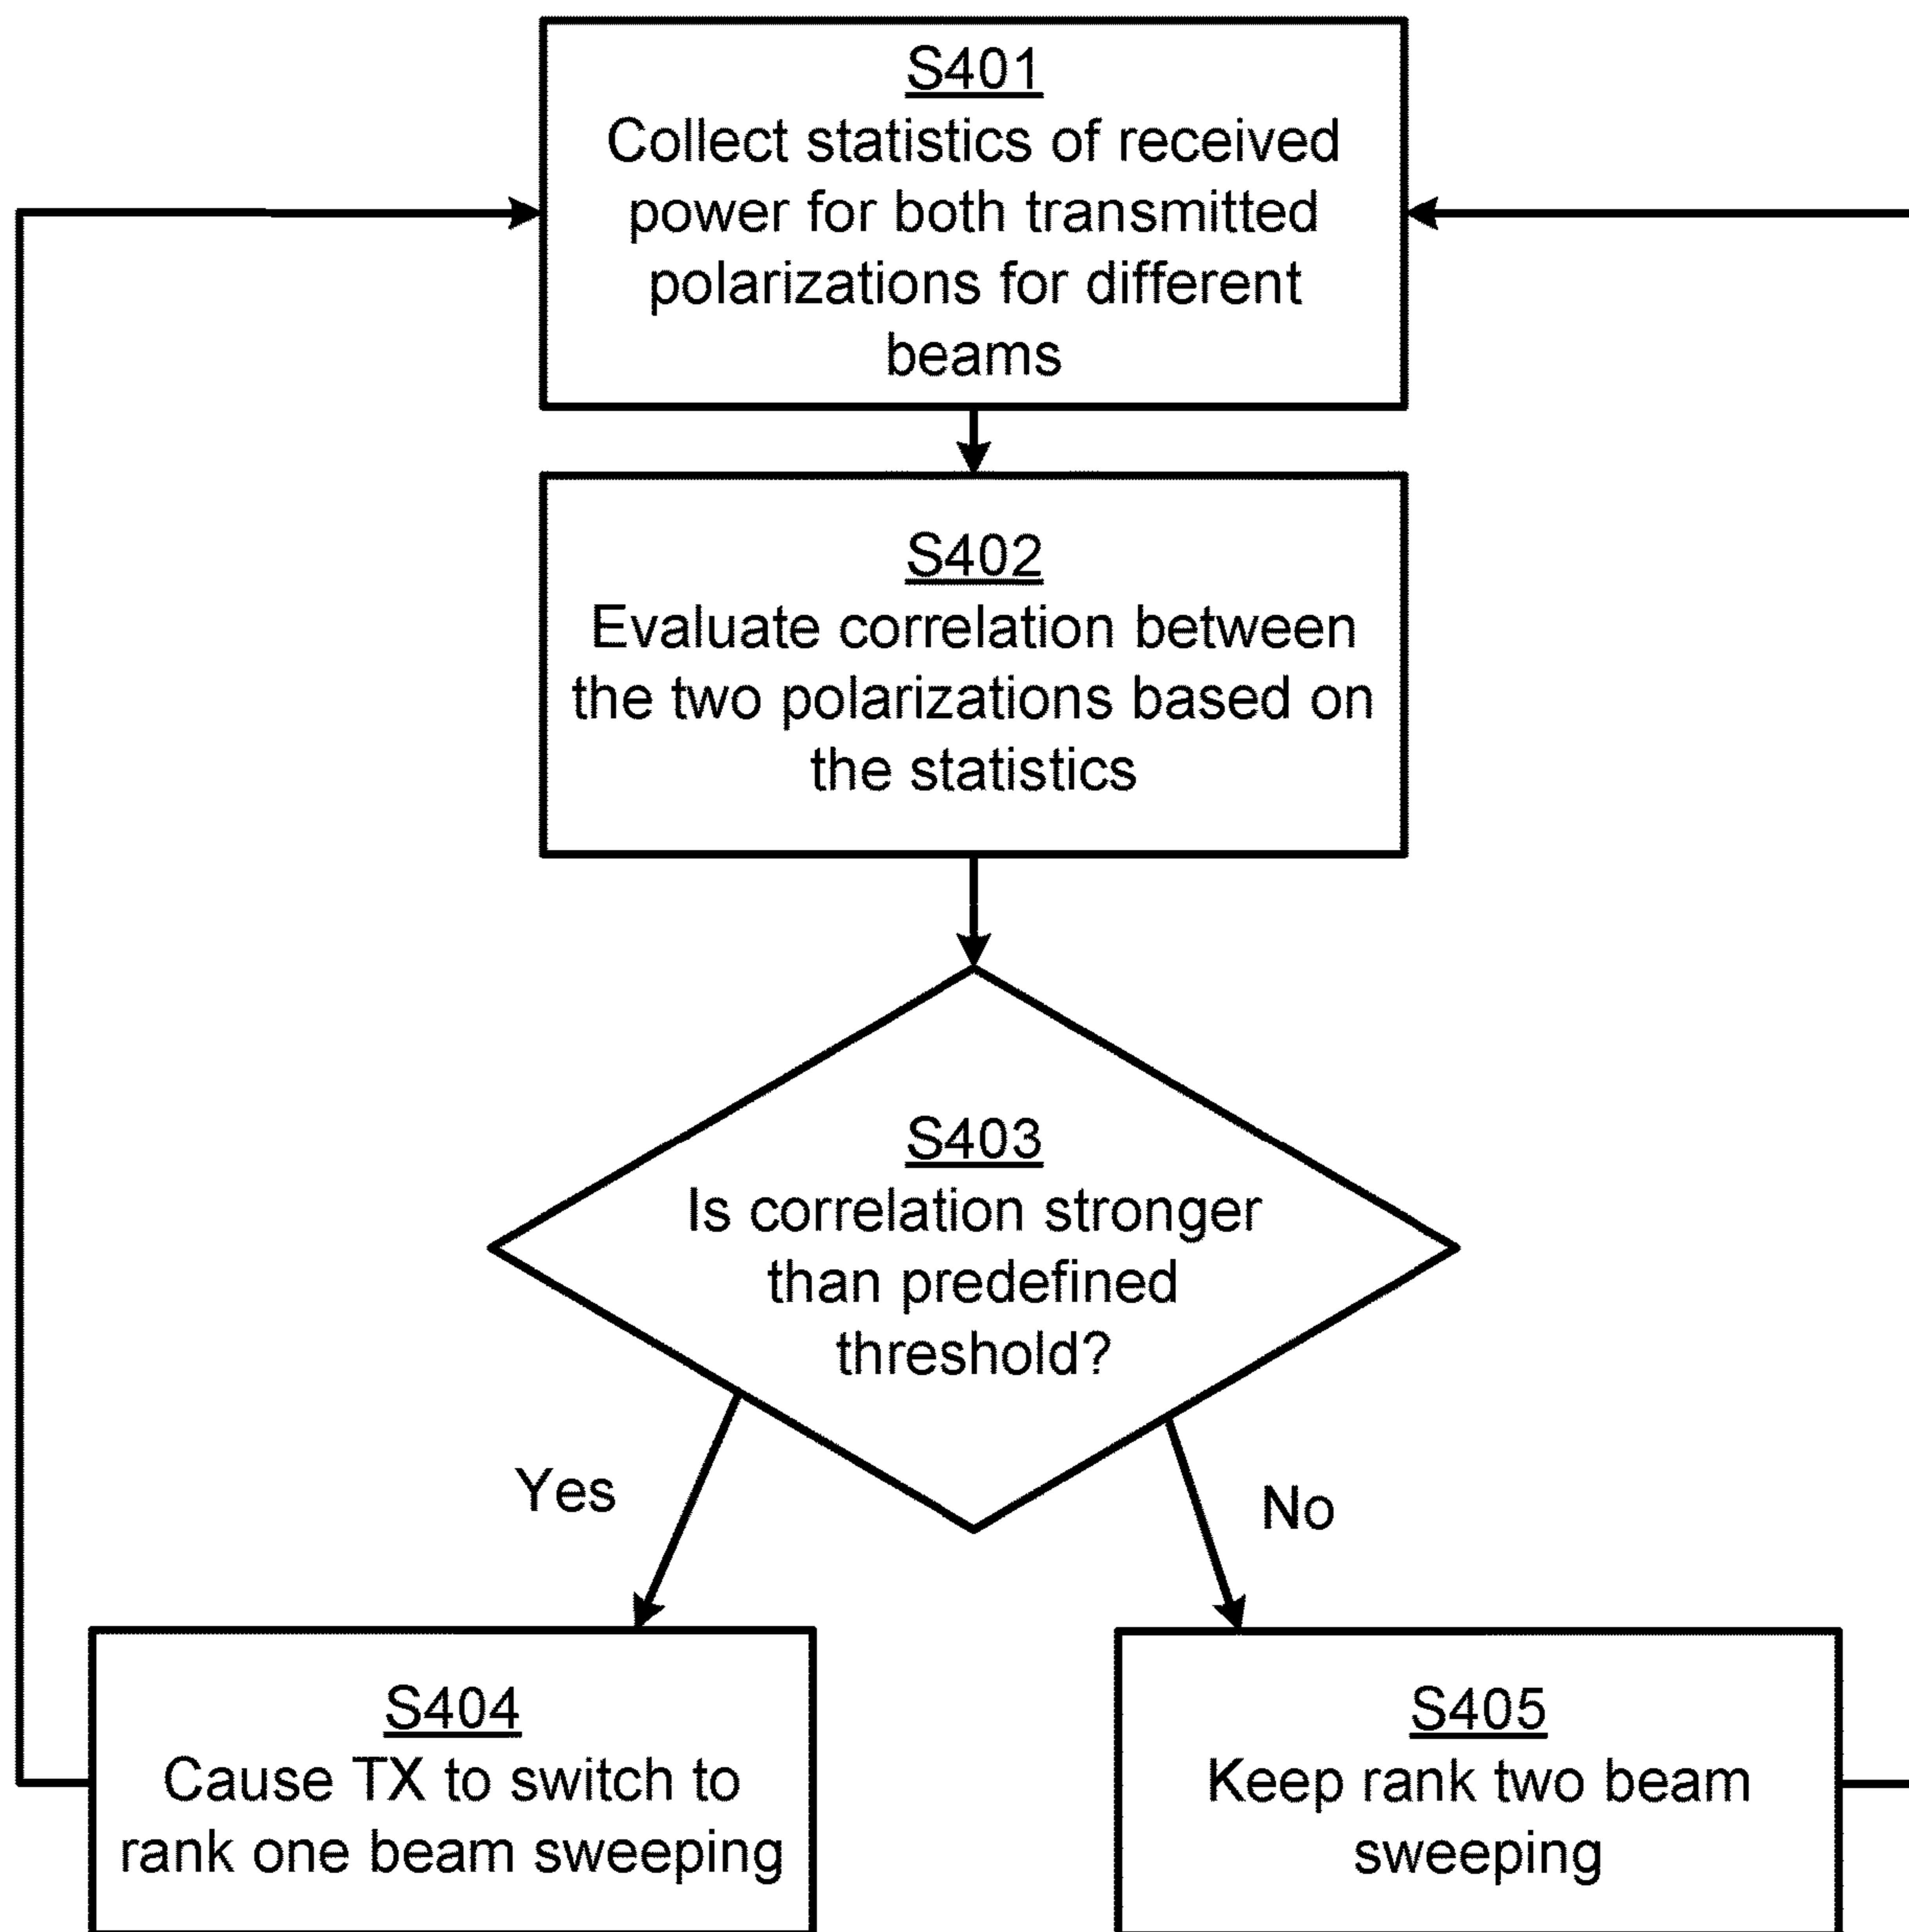 S401
Collect statistics of received
power for both transmitted
polarizations for different
beams
S402
Evaluate correlation between
the two polarizations based on
the statistics
S403
Is correlation stronger
than predefined
threshold?
Yes
No
S404
Cause TX to switch to
rank one beam sweeping
S405
Keep rank two beam
sweeping